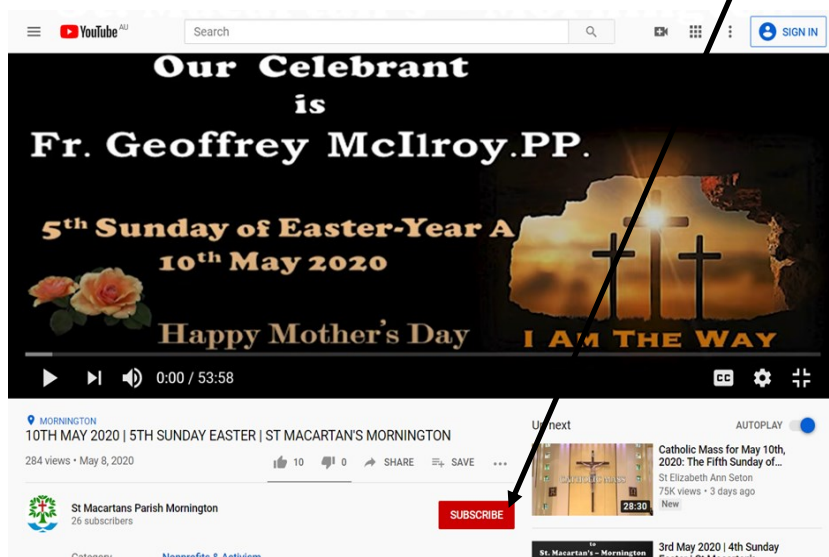 YouTube AU
Search
SIGN IN
Our Celebrant
is
Fr. Geoffrey McIlroy.PP.
5th Sunday of Easter-Year A
10th May 2020
Happy Mother's Day
I AM THE WAY
0:00 / 53:58
CC
MORNINGTON
10TH MAY 2020 | 5TH SUNDAY EASTER | ST MACARTAN'S MORNINGTON
284 views • May 8, 2020
10
0
SHARE
SAVE
St Macartans Parish Mornington
26 subscribers
SUBSCRIBE
Category
Nonprofits & Activism
Up next
AUTOPLAY
CATHOLIC MASS
28:30
Catholic Mass for May 10th,
2020: The Fifth Sunday of...
St Elizabeth Ann Seton
75K views • 3 days ago
New
to
St. Macartan's - Mornington
3rd May 2020 | 4th Sunday